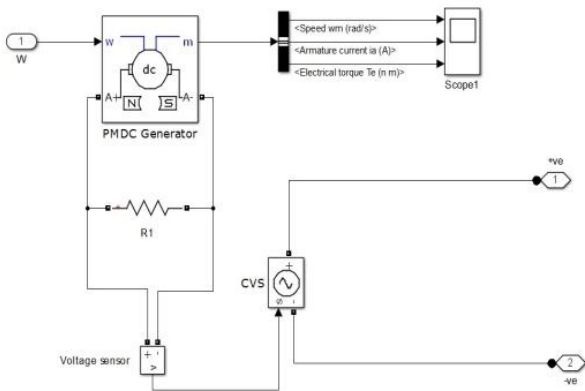 1
W
w
m
dc
A+
N
S
A-
PMDC Generator
<Speed wm (rad/s)>
<Armature current ia (A)>
<Electrical torque Te (n m)>
Scope1
+
R1
+ve
1
CVS
+
s
-
Voltage sensor
+
-
v
2
-ve